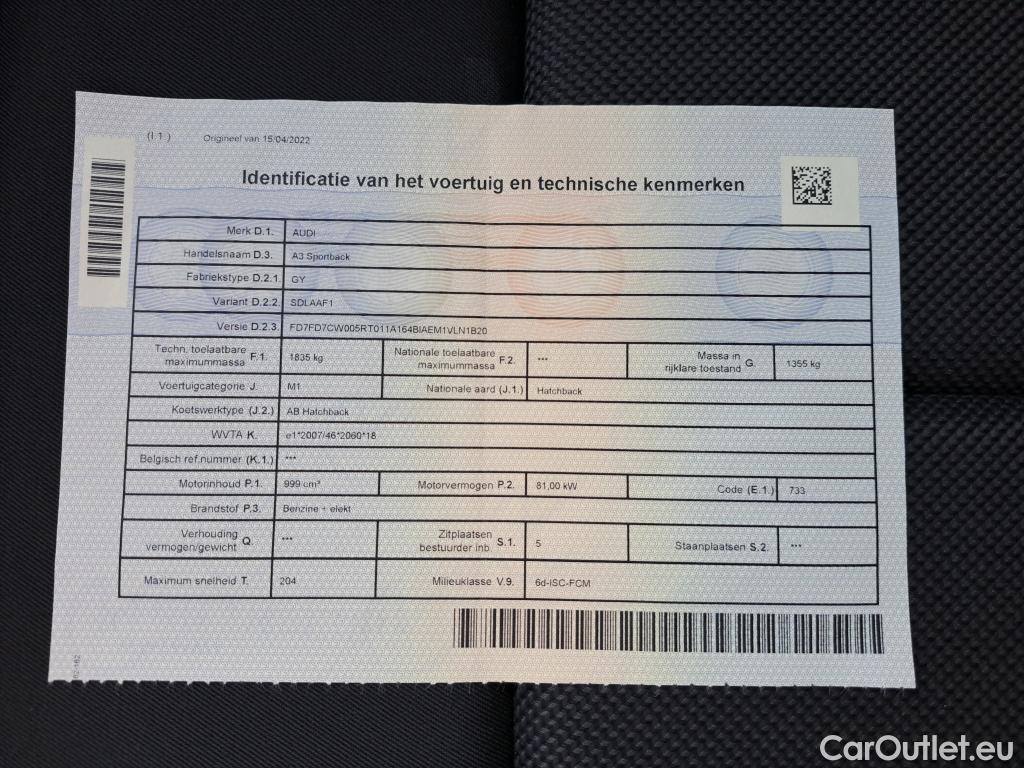 (I 1 ) Origineel van 15/04/2022
Identificatie van het voertuig en technische kenmerken
Merk D.1. AUDI
Handelsnaam D.3. A3 Sportback
Fabriekstype D.2.1. GY
Variant D.2.2. SDLAAF1
Versie D.2.3. FD7FD7CW005RT011A164BIAEM1VLN1B20
Techn. toelaatbare maximummassa F.1. 1835 kg Nationale toelaatbare maximummassa F.2. *** Massa in rijklare toestand G. 1355 kg
Voertuigcategorie J. M1 Nationale aard (J.1.) Hatchback
Koetswerktype (J.2.) AB Hatchback
WVTA K. e1*2007/46*2060*18
Belgisch ref.nummer (K.1.) ***
Motorinhoud P.1. 999 cm³ Motorvermogen P.2. 81,00 kW Code (E.1.) 733
Brandstof P.3. Benzine + elekt
Verhouding vermogen/gewicht Q. *** Zitplaatsen bestuurder inb. S.1. 5 Staanplaatsen S.2. ***
Maximum snelheid T. 204 Milieuklasse V.9. 6d-ISC-FCM
CarOutlet.eu